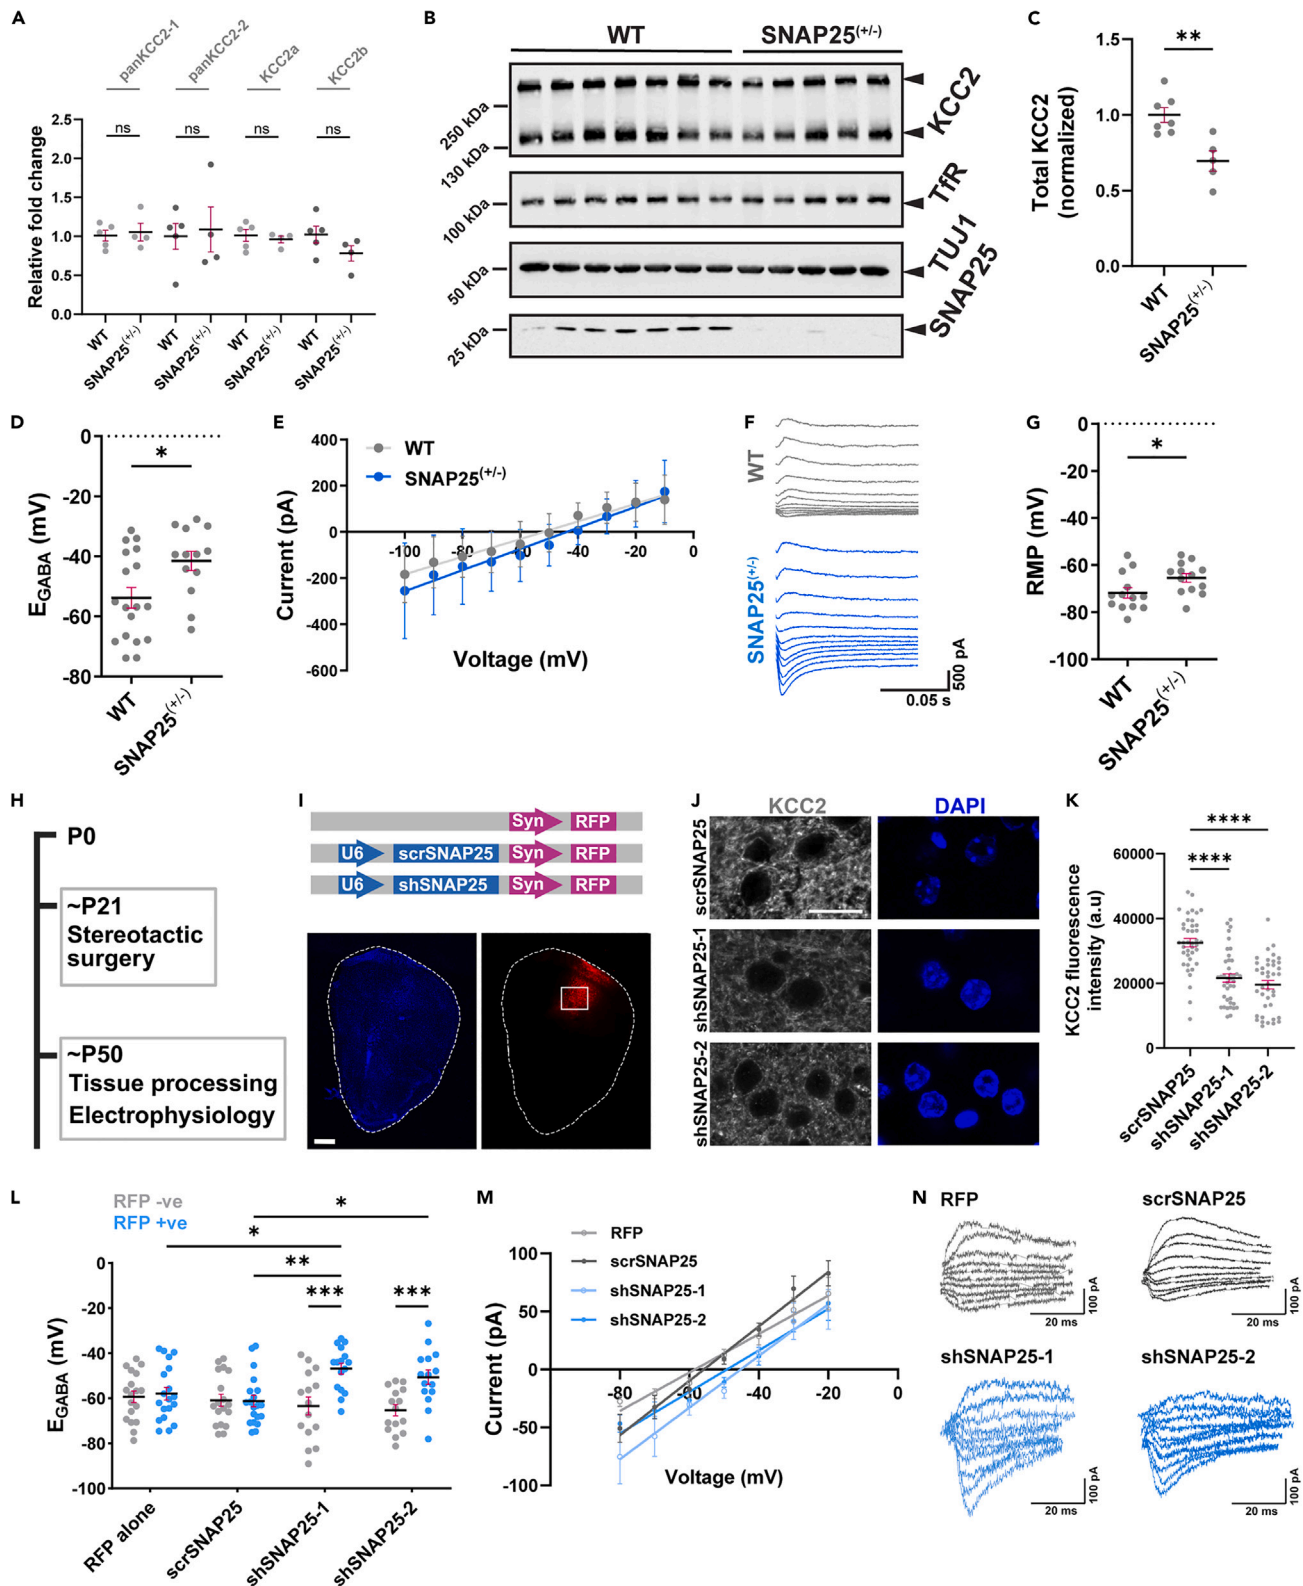 A
panKCC2-1
panKCC2-2
KCC2a
KCC2b
ns
ns
ns
ns
Relative fold change
2.5
2.0
1.5
1.0
0.5
0.0
WT
SNAP25(+/-)
WT
SNAP25(+/-)
WT
SNAP25(+/-)
WT
SNAP25(+/-)
B
WT
SNAP25(+/-)
250 kDa
130 kDa
100 kDa
50 kDa
25 kDa
KCC2
TfR
TUJ1
SNAP25
C
**
Total KCC2
(normalized)
1.5
1.0
0.5
0.0
WT
SNAP25(+/-)
D
*
EGABA (mV)
0
-20
-40
-60
-80
WT
SNAP25(+/-)
E
WT
SNAP25(+/-)
Current (pA)
400
200
0
-200
-400
-600
-100
-80
-60
-40
-20
0
Voltage (mV)
F
WT
SNAP25(+/-)
500 pA
0.05 s
G
*
RMP (mV)
0
-20
-40
-60
-80
-100
WT
SNAP25(+/-)
H
P0
~P21
Stereotactic
surgery
~P50
Tissue processing
Electrophysiology
I
Syn
RFP
U6
scrSNAP25
Syn
RFP
U6
shSNAP25
Syn
RFP
J
KCC2
DAPI
scrSNAP25
shSNAP25-1
shSNAP25-2
K
****
****
KCC2 fluorescence
intensity (a.u)
60000
40000
20000
0
scrSNAP25
shSNAP25-1
shSNAP25-2
L
RFP -ve
RFP +ve
*
*
**
***
***
EGABA (mV)
0
-20
-40
-60
-80
-100
RFP alone
scrSNAP25
shSNAP25-1
shSNAP25-2
M
RFP
scrSNAP25
shSNAP25-1
shSNAP25-2
Current (pA)
100
50
0
-50
-100
-80
-60
-40
-20
0
Voltage (mV)
N
RFP
scrSNAP25
100 pA
20 ms
100 pA
20 ms
shSNAP25-1
shSNAP25-2
100 pA
20 ms
100 pA
20 ms